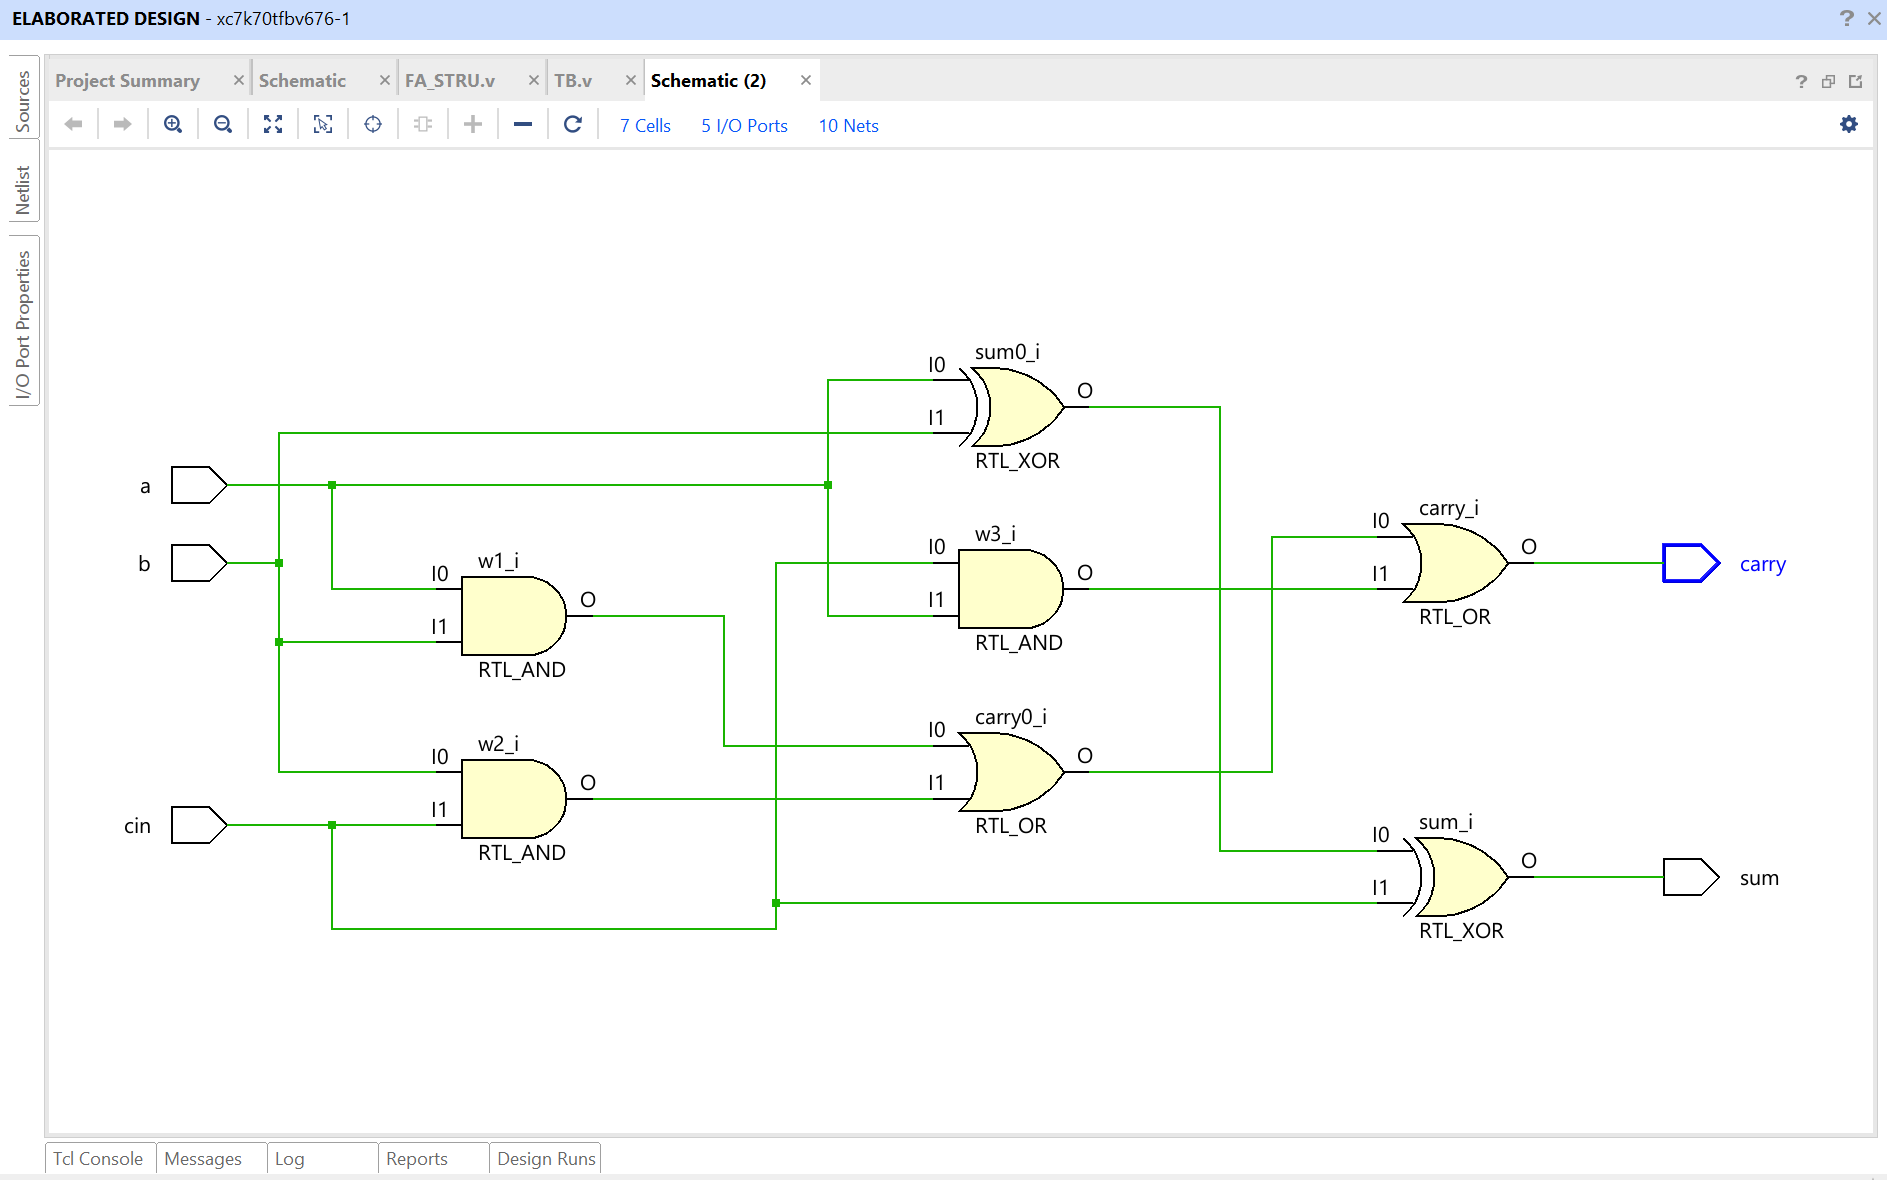 ELABORATED DESIGN - xc7k70tfbv676-1
Sources
Netlist
I/O Port Properties
Project Summary
Schematic
FA_STRU.v
TB.v
Schematic (2)
7 Cells
5 I/O Ports
10 Nets
sum0_i
I0
I1
O
RTL_XOR
a
b
cin
w1_i
I0
I1
O
RTL_AND
w2_i
I0
I1
O
RTL_AND
w3_i
I0
I1
O
RTL_AND
carry0_i
I0
I1
O
RTL_OR
carry_i
I0
I1
O
RTL_OR
carry
sum_i
I0
I1
O
RTL_XOR
sum
Tcl Console
Messages
Log
Reports
Design Runs